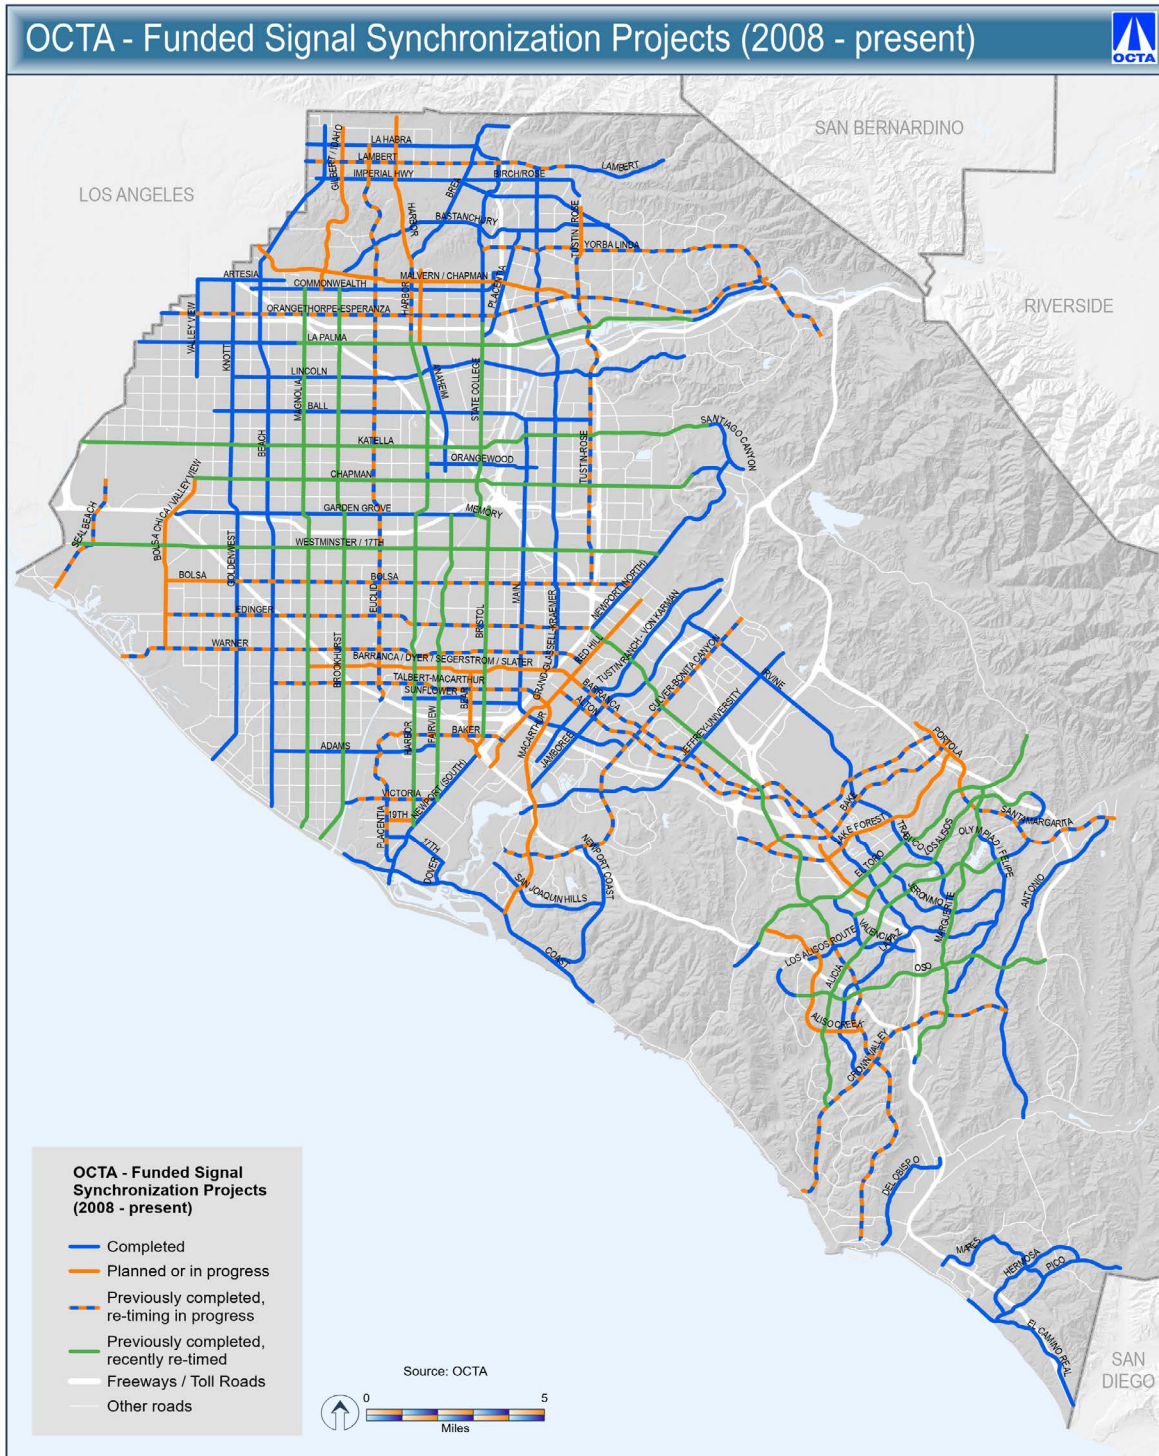 OCTA - Funded Signal Synchronization Projects (2008 - present)
OCTA
SAN BERNARDINO
LOS ANGELES
RIVERSIDE
LA HABRA
GILBERT / IDAHO
LAMBERT
LAMBERT
IMPERIAL HWY
BIRCH/ROSE
BREA
HARBOR
BASTANCHURY
TUSTIN / ROSE
YORBA LINDA
ARTESIA
MALVERN / CHAPMAN
COMMONWEALTH
PLACENTIA
HARBOR
ORANGETHORPE-ESPERANZA
VALLEY VIEW
LA PALMA
KNOTT
LINCOLN
ANAHEIM
STATE COLLEGE
MAGNOLIA
BALL
BEACH
KATELLA
SANTIAGO CANYON
ORANGEWOOD
TUSTIN-ROSE
CHAPMAN
BOLSA CHICA / VALLEY VIEW
SEAL BEACH
GARDEN GROVE
MEMORY
WESTMINSTER / 17TH
GOLDENWEST
BOLSA
BOLSA
EUCLID
MAIN
NEWPORT (NORTH)
EDINGER
BRISTOL
GRAND-GLASSELL-KRAEMER
WARNER
BROOKHURST
RED HILL
TUSTIN RANCH - VON KARMAN
BARRANCA / DYER / SEGERSTROM / SLATER
CULVER-BONITA CANYON
TALBERT-MACARTHUR
SUNFLOWER
BEAR
BARRANCA
ALTON
IRVINE
JEFFREY-UNIVERSITY
HARBOR
FAIRVIEW
BAKER
MACARTHUR
JAMBOREE
ADAMS
PORTOLA
NEWPORT (SOUTH)
VICTORIA
19TH
PLACENTIA
BAKE
LAKE FOREST
TRABUCO
LOS ALISOS
SANTA MARGARITA
OLYMPIAD / FELIPE
17TH
DOVER
NEWPORT COAST
EL TORO
JERONIMO
ANTONIO
SAN JOAQUIN HILLS
MARGUERITE
VALENCIA
LA PAZ
LOS ALISOS ROUTE
COAST
ALICIA
OSO
ALISO CREEK
CROWN VALLEY
DEL OBISPO
MARES
HERMOSA
PICO
EL CAMINO REAL
SAN
DIEGO
OCTA - Funded Signal
Synchronization Projects
(2008 - present)
Completed
Planned or in progress
Previously completed,
re-timing in progress
Previously completed,
recently re-timed
Freeways / Toll Roads
Other roads
Source: OCTA
0 5
Miles